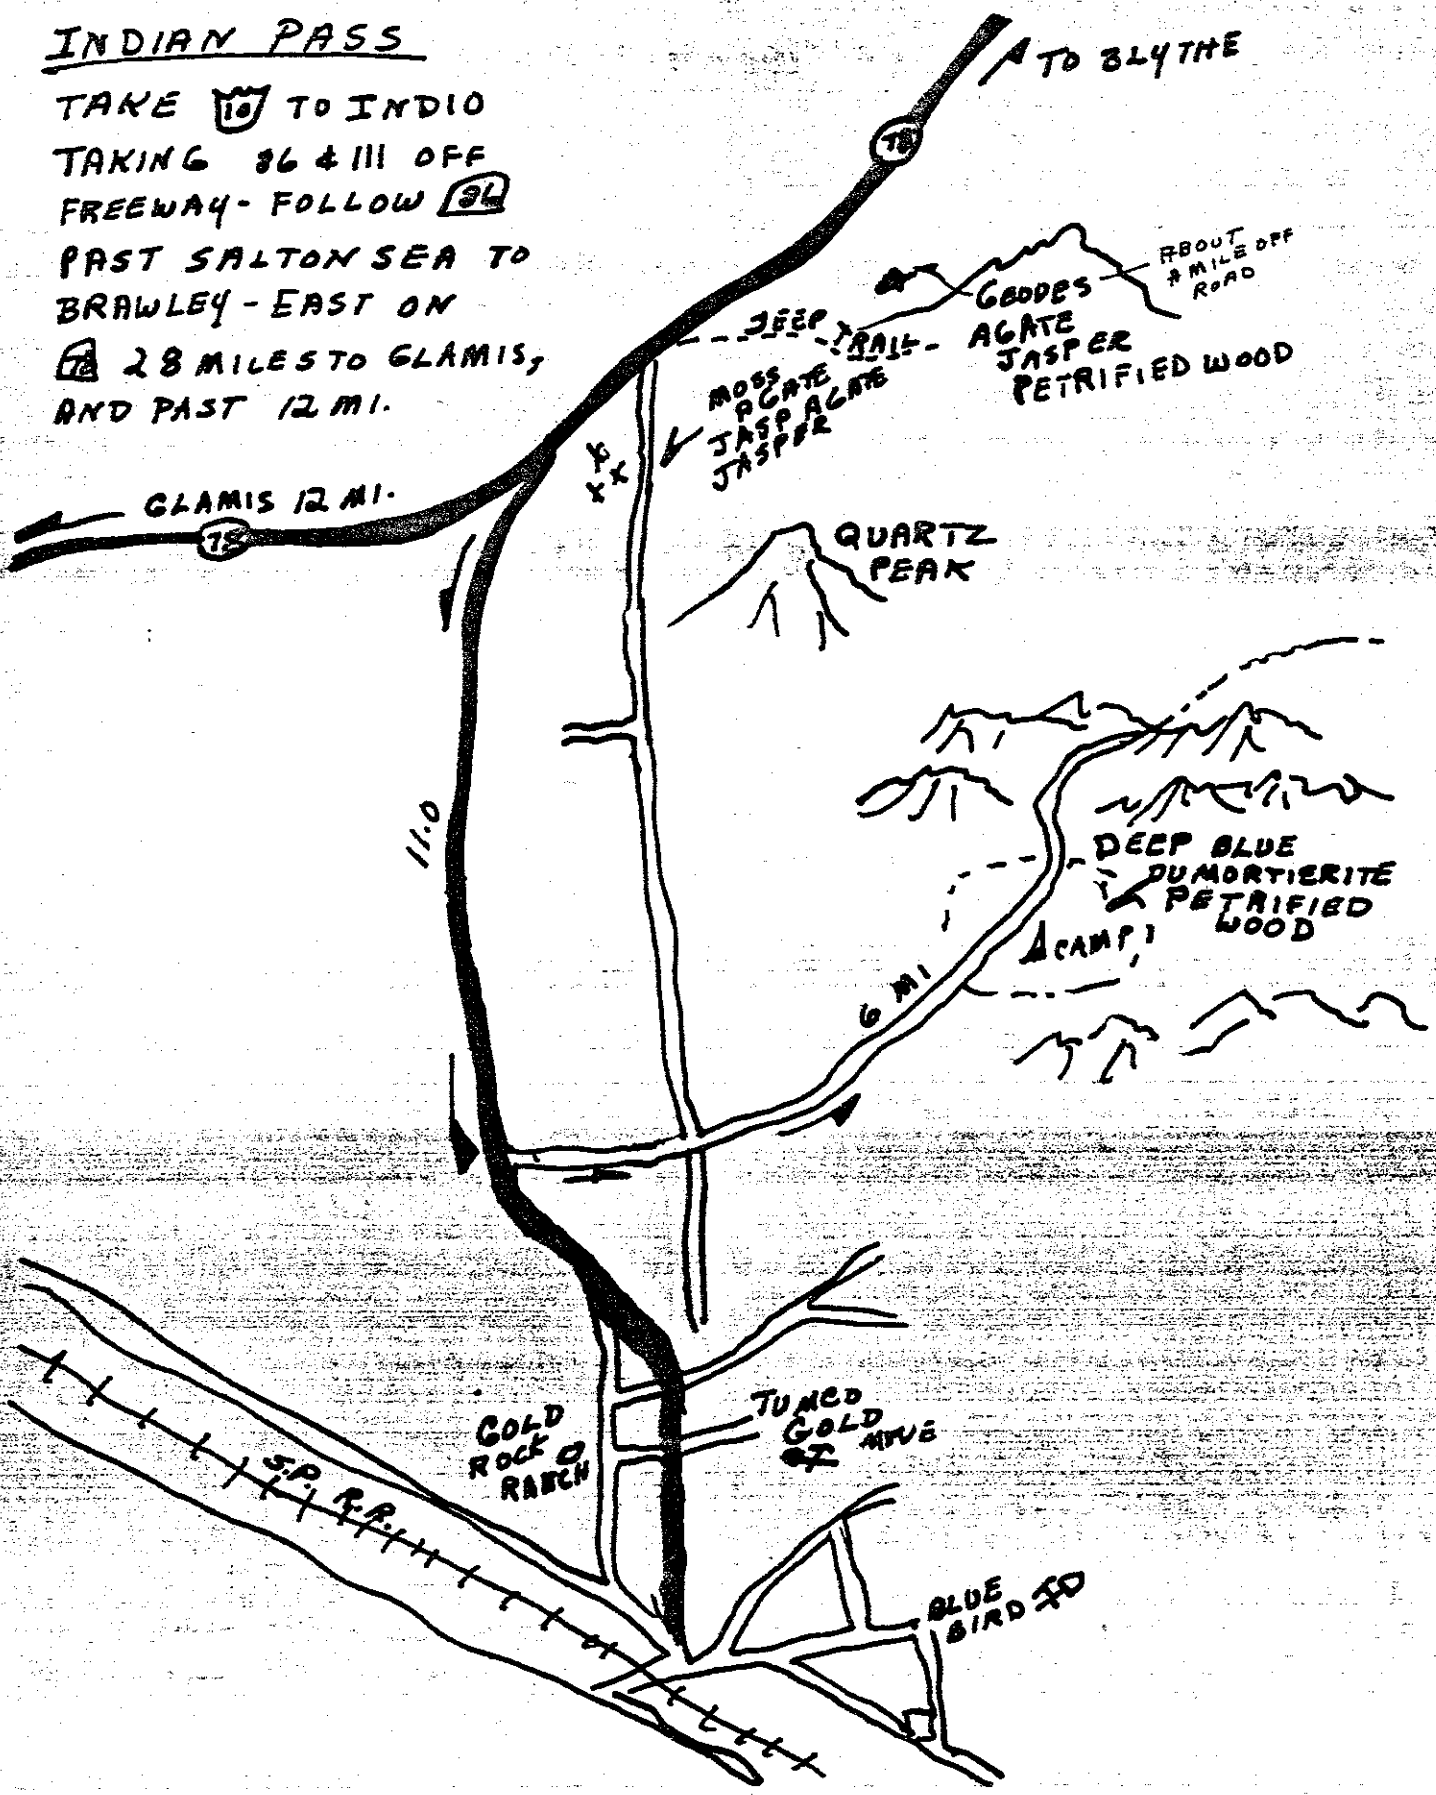 INDIAN PASS
TAKE 10 TO INDIO
TAKING 86 & 111 OFF
FREEWAY - FOLLOW 86
PAST SALTON SEA TO
BRAWLEY - EAST ON
78 28 MILES TO GLAMIS,
AND PAST 12 MI.
TO BLYTHE
78
ABOUT
A MILE OFF
ROAD
JEEP TRAIL
GEODES
AGATE
JASPER
PETRIFIED WOOD
MOSS
AGATE
JASP AGATE
JASPER
GLAMIS 12 MI.
78
QUARTZ
PEAK
11.0
DEEP BLUE
DUMORTIERITE
PETRIFIED
WOOD
CAMP
6 MI
GOLD
ROCK
RANCH
TUMCO
GOLD
MINE
S.P. R.R.
BLUE
BIRD